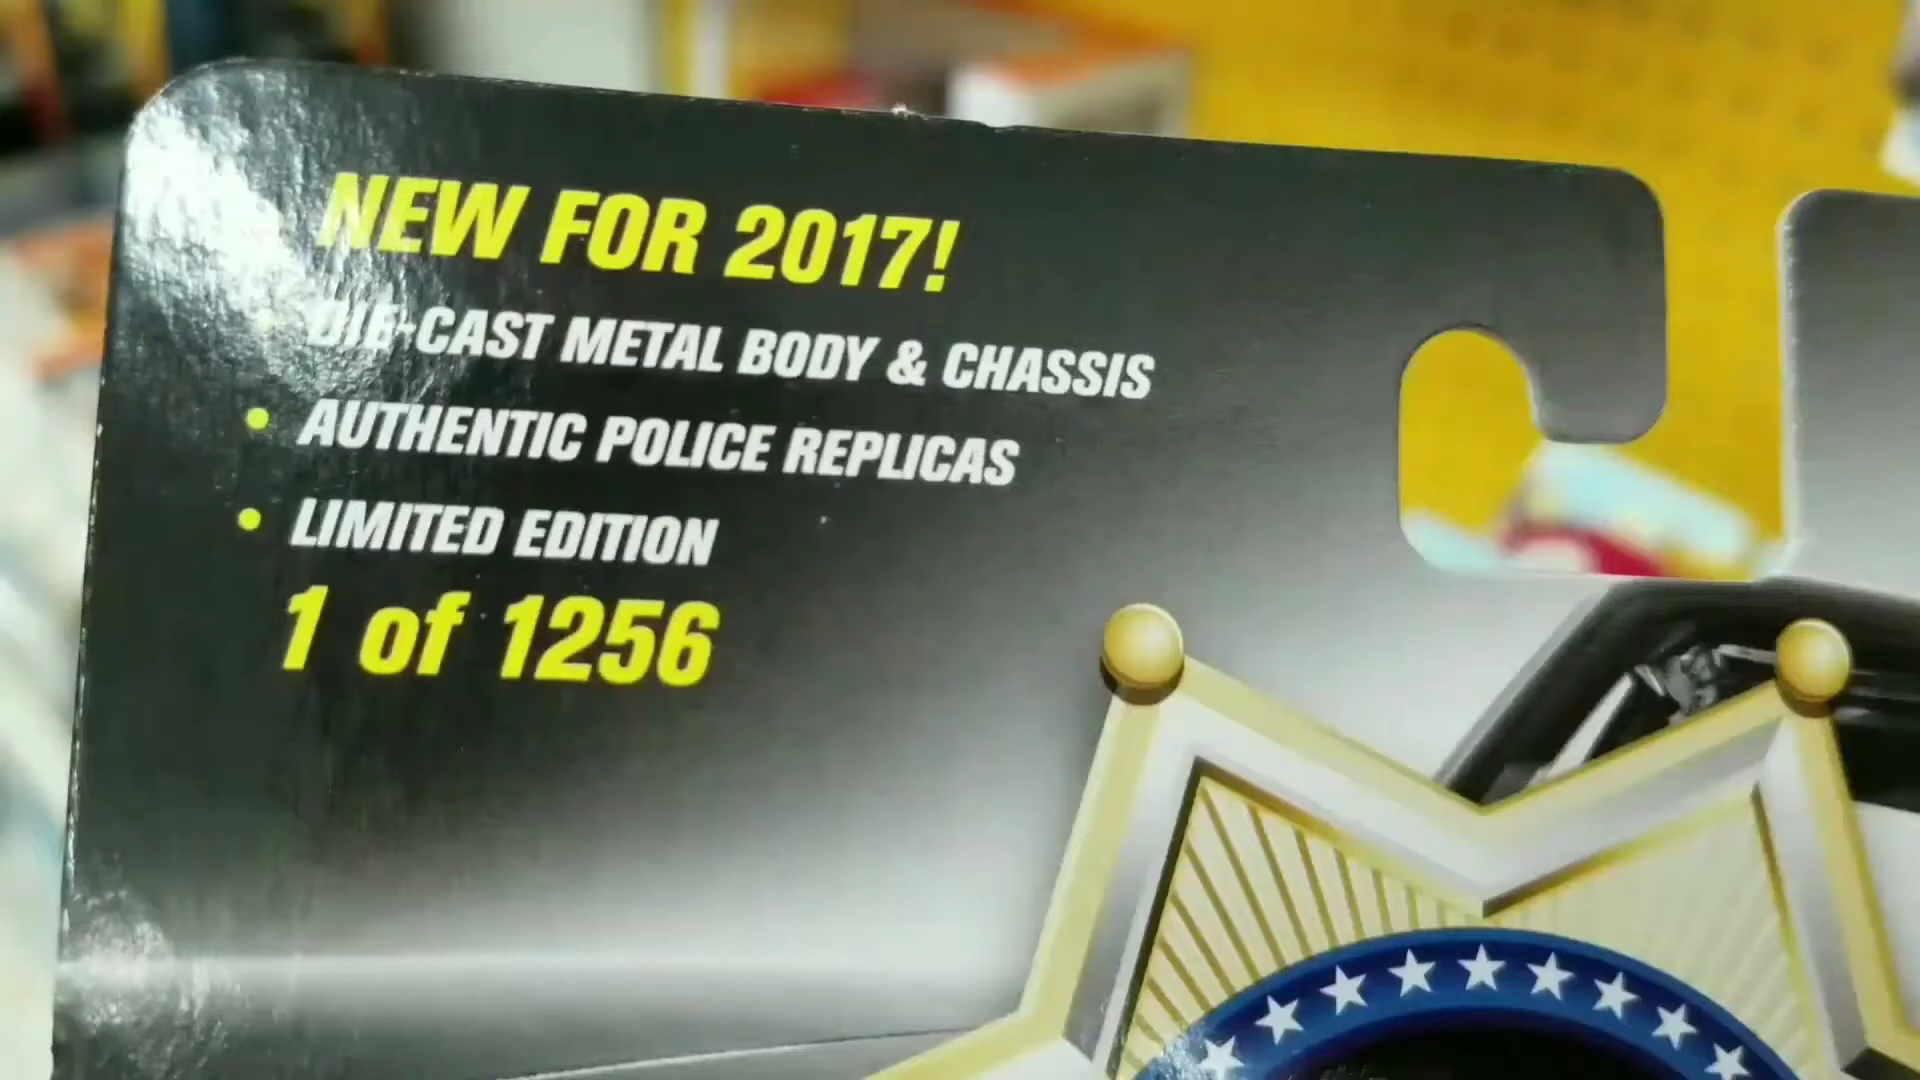 NEW FOR 2017!
DIE-CAST METAL BODY & CHASSIS
• AUTHENTIC POLICE REPLICAS
• LIMITED EDITION
1 of 1256